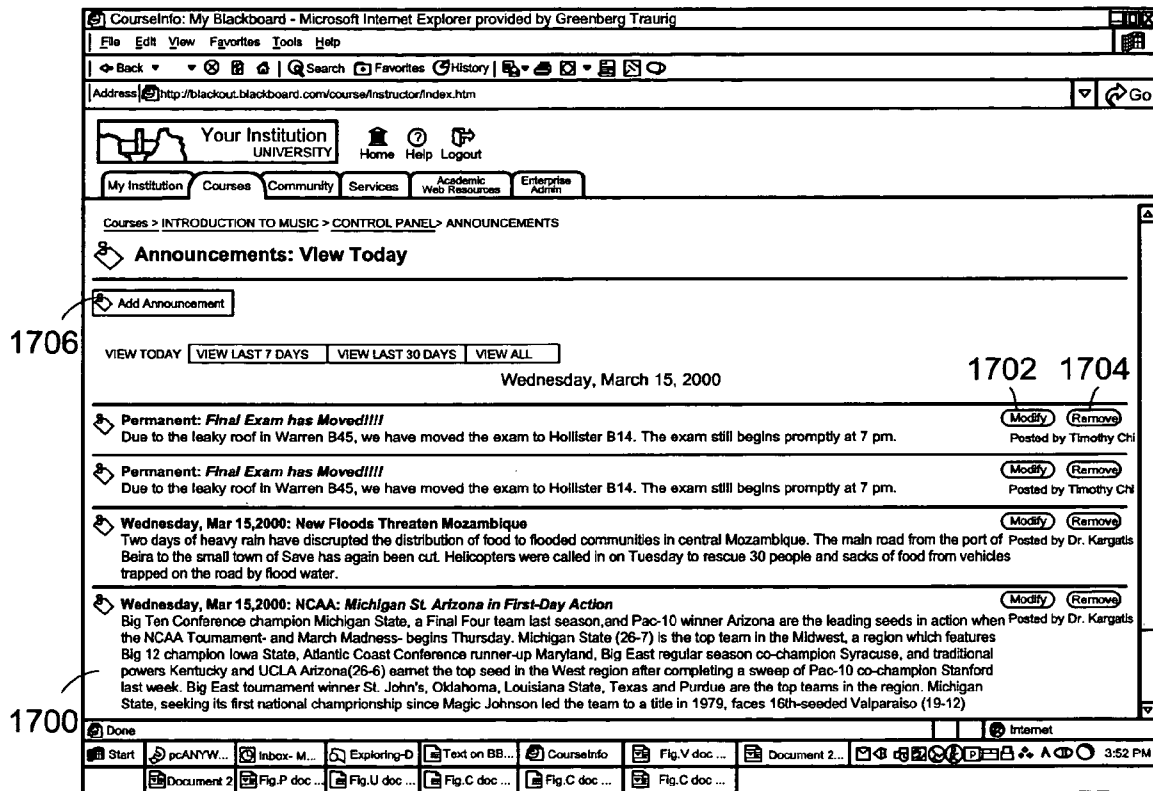 CourseInfo: My Blackboard - Microsoft Internet Explorer provided by Greenberg Traurig
File Edit View Favorites Tools Help
Back Search Favorites History
Address http://blackout.blackboard.com/course/Instructor/Index.htm Go
Your Institution
UNIVERSITY
Home Help Logout
My Institution Courses Community Services Academic Web Resources Enterprise Admin
Courses > INTRODUCTION TO MUSIC > CONTROL PANEL> ANNOUNCEMENTS
Announcements: View Today
Add Announcement
1706
VIEW TODAY VIEW LAST 7 DAYS VIEW LAST 30 DAYS VIEW ALL
Wednesday, March 15, 2000
1702 1704
Permanent: Final Exam has Moved!!!! Modify Remove
Due to the leaky roof in Warren B45, we have moved the exam to Hollister B14. The exam still begins promptly at 7 pm. Posted by Timothy Chi
Permanent: Final Exam has Moved!!!! Modify Remove
Due to the leaky roof in Warren B45, we have moved the exam to Hollister B14. The exam still begins promptly at 7 pm. Posted by Timothy Chi
Wednesday, Mar 15,2000: New Floods Threaten Mozambique Modify Remove
Two days of heavy rain have discrupted the distribution of food to flooded communities in central Mozambique. The main road from the port of Posted by Dr. Kargatis
Beira to the small town of Save has again been cut. Helicopters were called in on Tuesday to rescue 30 people and sacks of food from vehicles
trapped on the road by flood water.
Wednesday, Mar 15,2000: NCAA: Michigan St. Arizona in First-Day Action Modify Remove
Big Ten Conference champion Michigan State, a Final Four team last season,and Pac-10 winner Arizona are the leading seeds in action when Posted by Dr. Kargatis
the NCAA Tournament- and March Madness- begins Thursday. Michigan State (26-7) is the top team in the Midwest, a region which features
Big 12 champion Iowa State, Atlantic Coast Conference runner-up Maryland, Big East regular season co-champion Syracuse, and traditional
powers Kentucky and UCLA Arizona(26-6) earnet the top seed in the West region after completing a sweep of Pac-10 co-champion Stanford
last week. Big East tournament winner St. John's, Oklahoma, Louisiana State, Texas and Purdue are the top teams in the region. Michigan
State, seeking its first national championship since Magic Johnson led the team to a title in 1979, faces 16th-seeded Valparaiso (19-12)
1700
Done Internet
Start pcANYW... Inbox- M... Exploring-D Text on BB... CourseInfo Fig.V doc ... Document 2... 3:52 PM
Document 2 Fig.P doc ... Fig.U doc ... Fig.C doc ... Fig.C doc ... Fig.C doc ...